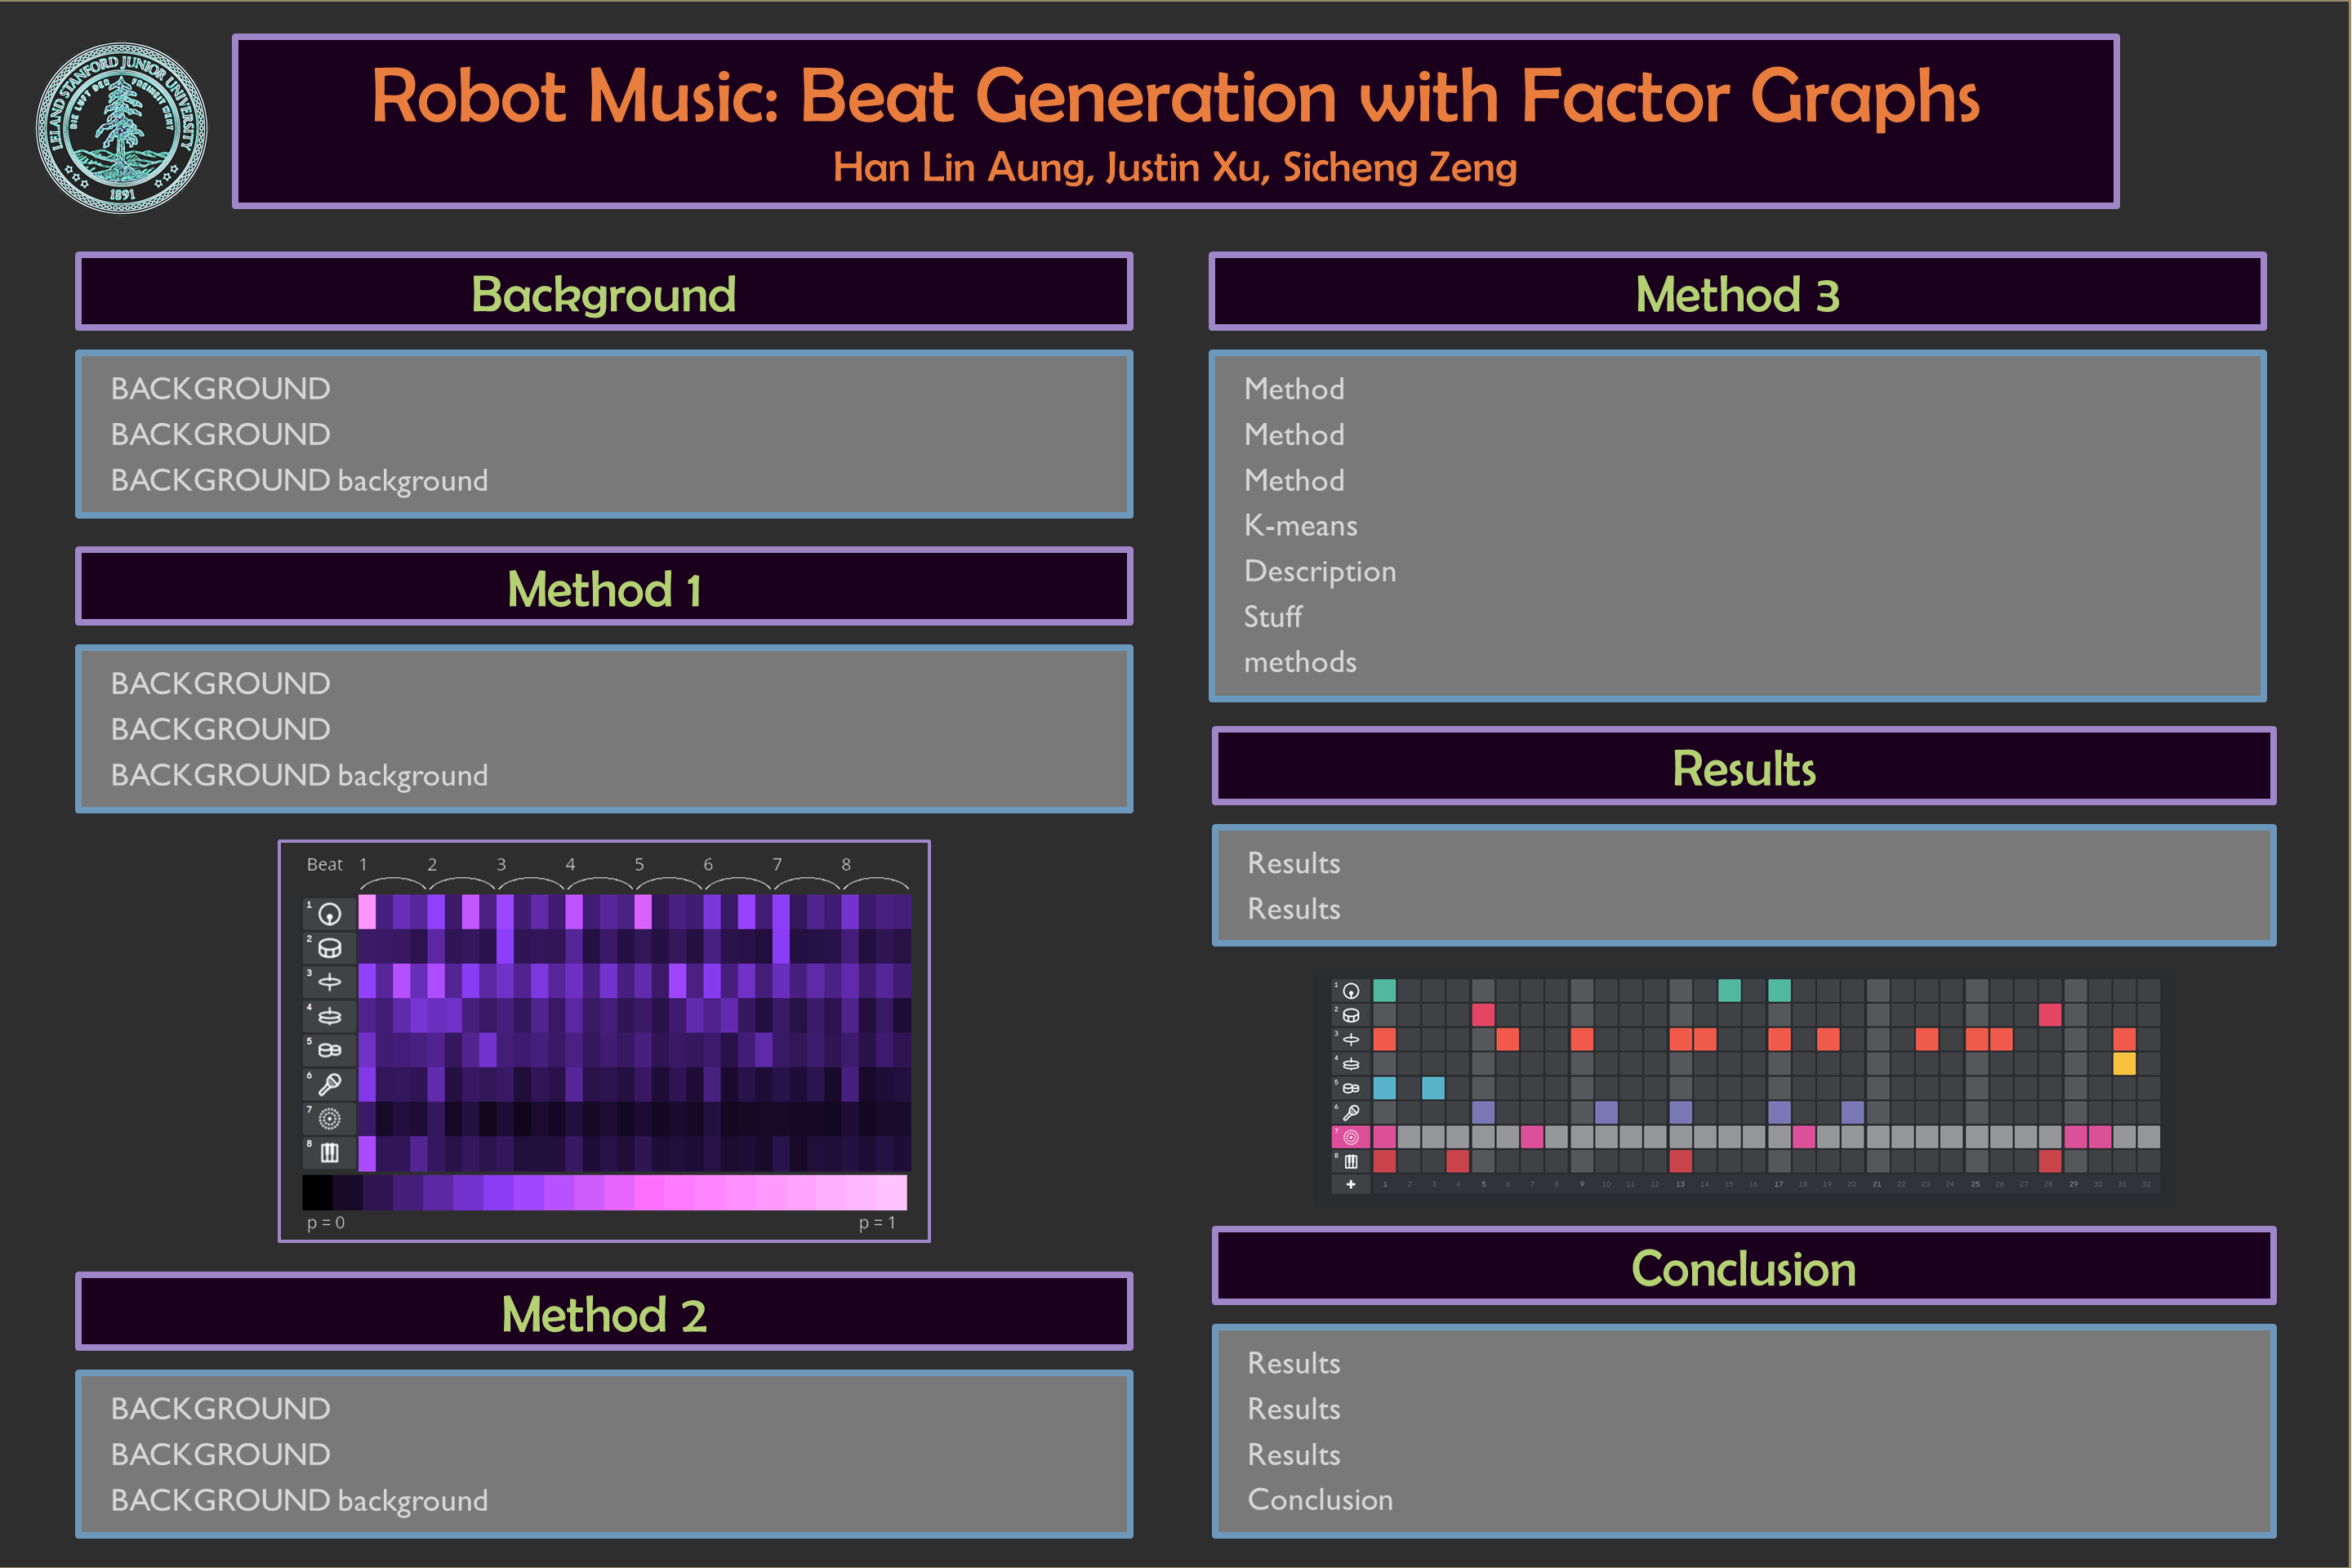 LELAND STANFORD JUNIOR UNIVERSITY
DIE LUFT DER FREIHEIT WEHT
1891
Robot Music: Beat Generation with Factor Graphs
Han Lin Aung, Justin Xu, Sicheng Zeng
Background
BACKGROUND
BACKGROUND
BACKGROUND background
Method 1
BACKGROUND
BACKGROUND
BACKGROUND background
Beat 1 2 3 4 5 6 7 8
1
2
3
4
5
6
7
8
p = 0 p = 1
Method 2
BACKGROUND
BACKGROUND
BACKGROUND background
Method 3
Method
Method
Method
K-means
Description
Stuff
methods
Results
Results
Results
1
2
3
4
5
6
7
8
+ 1 2 3 4 5 6 7 8 9 10 11 12 13 14 15 16 17 18 19 20 21 22 23 24 25 26 27 28 29 30 31 32
Conclusion
Results
Results
Results
Conclusion